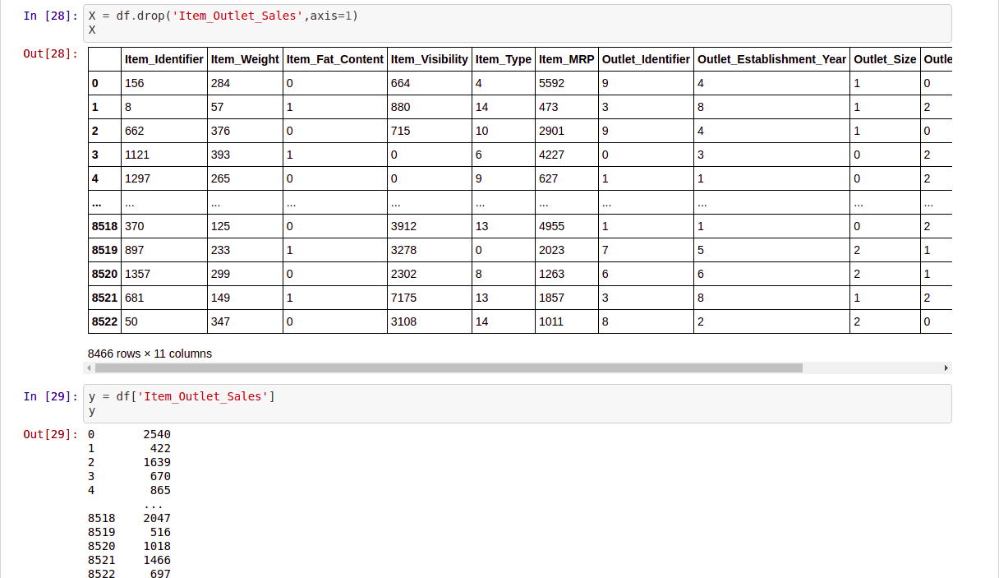 In [28]: X = df.drop('Item_Outlet_Sales',axis=1)
X
Out[28]:
Item_Identifier Item_Weight Item_Fat_Content Item_Visibility Item_Type Item_MRP Outlet_Identifier Outlet_Establishment_Year Outlet_Size Outle
0 156 284 0 664 4 5592 9 4 1 0
1 8 57 1 880 14 473 3 8 1 2
2 662 376 0 715 10 2901 9 4 1 0
3 1121 393 1 0 6 4227 0 3 0 2
4 1297 265 0 0 9 627 1 1 0 2
... ... ... ... ... ... ... ... ... ... ...
8518 370 125 0 3912 13 4955 1 1 0 2
8519 897 233 1 3278 0 2023 7 5 2 1
8520 1357 299 0 2302 8 1263 6 6 2 1
8521 681 149 1 7175 13 1857 3 8 1 2
8522 50 347 0 3108 14 1011 8 2 2 0
8466 rows × 11 columns
In [29]: y = df['Item_Outlet_Sales']
y
Out[29]: 0 2540
1 422
2 1639
3 670
4 865
...
8518 2047
8519 516
8520 1018
8521 1466
8522 697